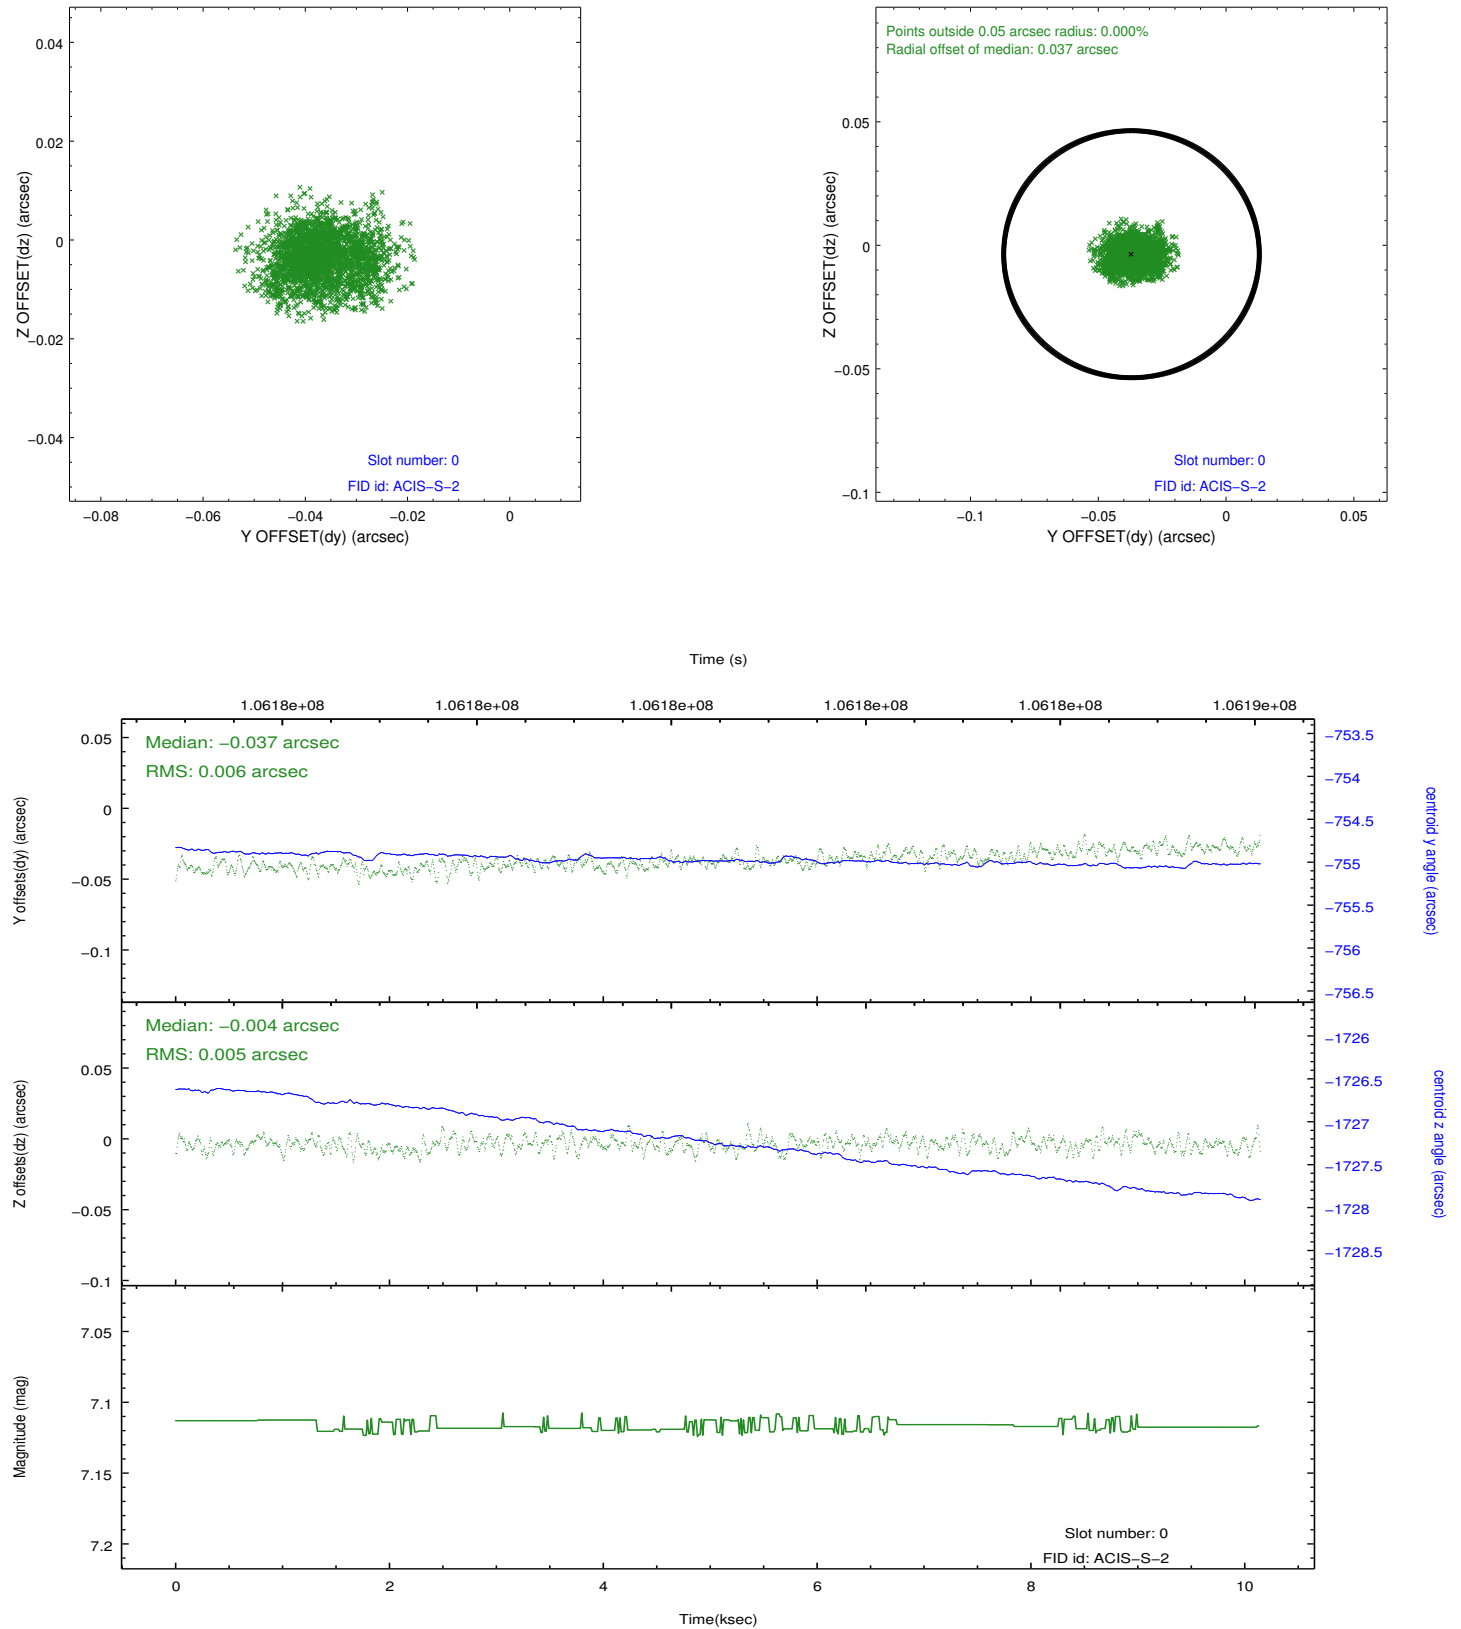 0.04
0.02
0
−0.02
−0.04
Z OFFSET(dz) (arcsec)
Slot number: 0
FID id: ACIS−S−2
−0.08
−0.06
−0.04
−0.02
0
Y OFFSET(dy) (arcsec)
Points outside 0.05 arcsec radius: 0.000%
Radial offset of median: 0.037 arcsec
0.05
0
−0.05
−0.1
Z OFFSET(dz) (arcsec)
Slot number: 0
FID id: ACIS−S−2
−0.1
−0.05
0
0.05
Y OFFSET(dy) (arcsec)
Time (s)
1.0618e+08
1.0618e+08
1.0618e+08
1.0618e+08
1.0618e+08
1.0619e+08
Median: −0.037 arcsec
RMS: 0.006 arcsec
0.05
0
−0.05
−0.1
Y offsets(dy) (arcsec)
−753.5
−754
−754.5
−755
−755.5
−756
−756.5
centroid y angle (arcsec)
Median: −0.004 arcsec
RMS: 0.005 arcsec
0.05
0
−0.05
−0.1
Z offsets(dz) (arcsec)
−1726
−1726.5
−1727
−1727.5
−1728
−1728.5
centroid z angle (arcsec)
7.05
7.1
7.15
7.2
Magnitude (mag)
Slot number: 0
FID id: ACIS−S−2
0
2
4
6
8
10
Time(ksec)